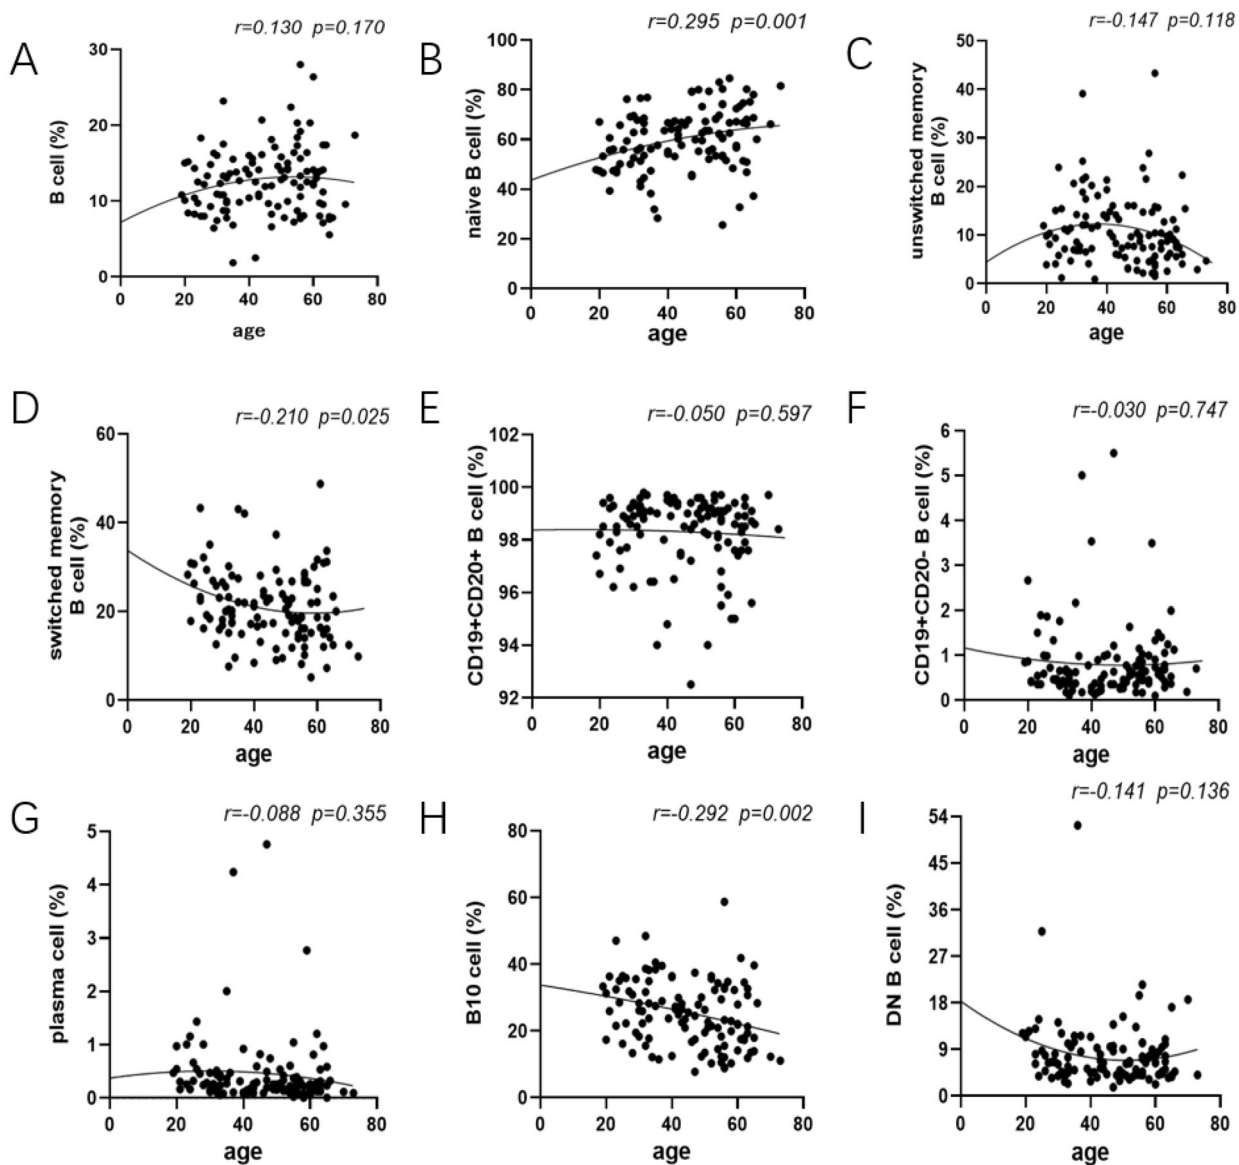 A
r=0.130 p=0.170
B cell (%)
30
20
10
0
0 20 40 60 80
age
B
r=0.295 p=0.001
naive B cell (%)
100
80
60
40
20
0
0 20 40 60 80
age
C
r=-0.147 p=0.118
unswitched memory
B cell (%)
50
40
30
20
10
0
0 20 40 60 80
age
D
r=-0.210 p=0.025
switched memory
B cell (%)
60
40
20
0
0 20 40 60 80
age
E
r=-0.050 p=0.597
CD19+CD20+ B cell (%)
102
100
98
96
94
92
0 20 40 60 80
age
F
r=-0.030 p=0.747
CD19+CD20- B cell (%)
6
5
4
3
2
1
0
0 20 40 60 80
age
G
r=-0.088 p=0.355
plasma cell (%)
5
4
3
2
1
0
0 20 40 60 80
age
H
r=-0.292 p=0.002
B10 cell (%)
80
60
40
20
0
0 20 40 60 80
age
I
r=-0.141 p=0.136
DN B cell (%)
54
45
36
27
18
9
0
0 20 40 60 80
age